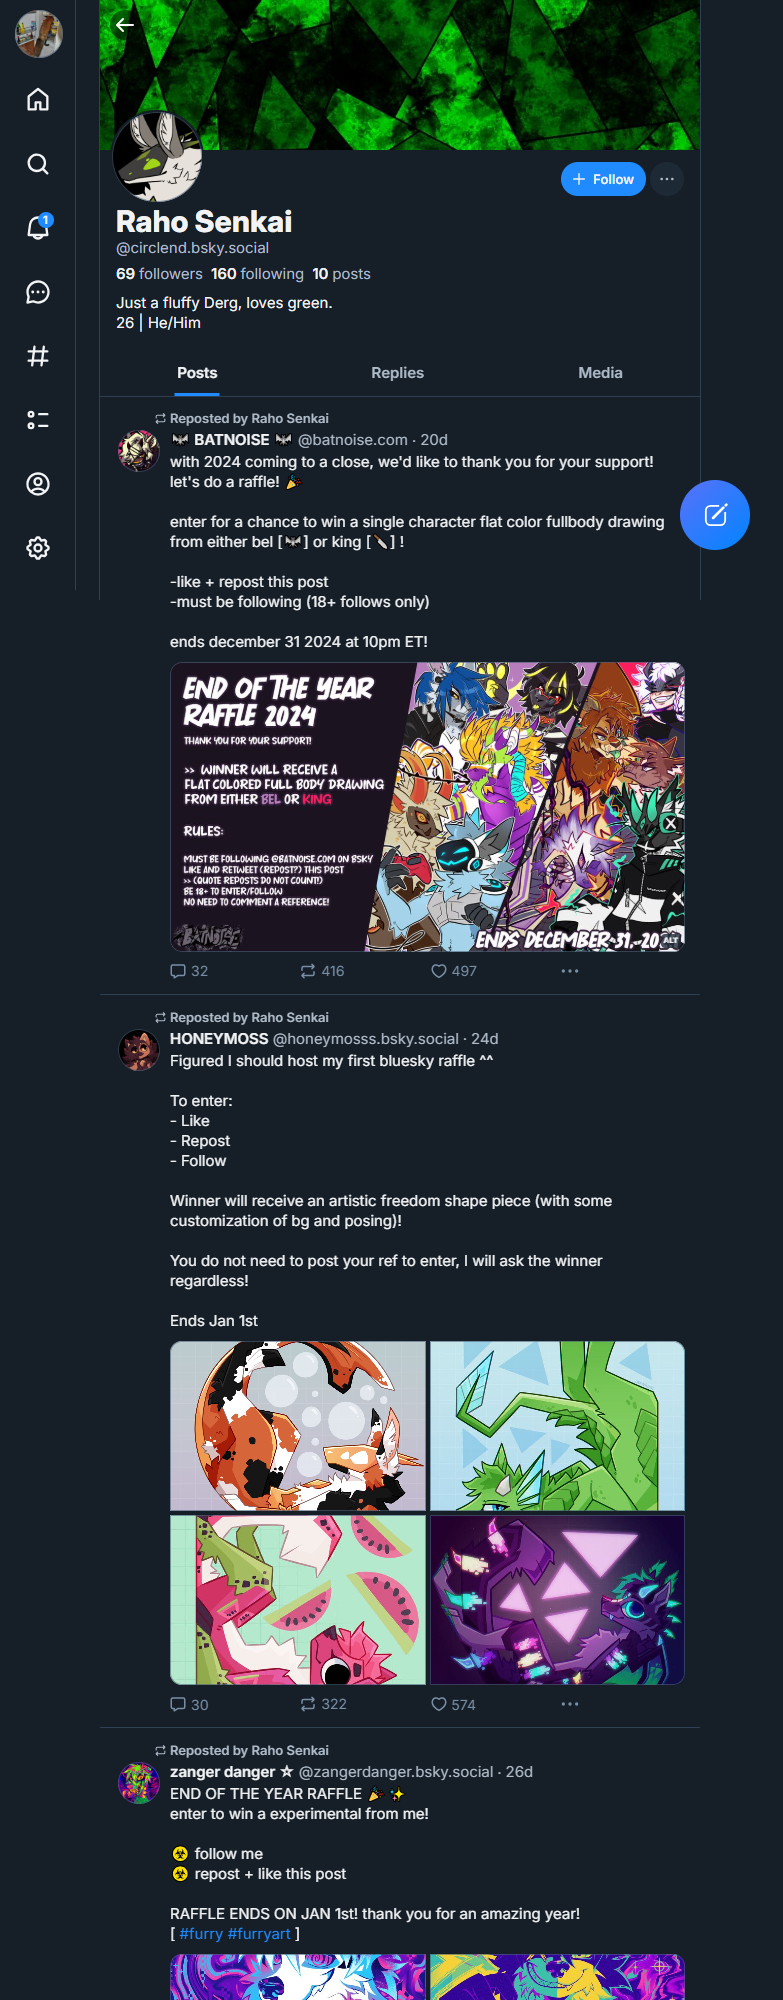 + Follow
Raho Senkai
@circlend.bsky.social
69 followers 160 following 10 posts
Just a fluffy Derg, loves green.
26 | He/Him
Posts Replies Media
1
Reposted by Raho Senkai
BATNOISE @batnoise.com · 20d
with 2024 coming to a close, we'd like to thank you for your support!
let's do a raffle! 🎉
enter for a chance to win a single character flat color fullbody drawing
from either bel [🦇] or king [🔪] !
-like + repost this post
-must be following (18+ follows only)
ends december 31 2024 at 10pm ET!
END OF THE YEAR
RAFFLE 2024
THANK YOU FOR YOUR SUPPORT!
>> WINNER WILL RECEIVE A
FLAT COLORED FULL BODY DRAWING
FROM EITHER BEL OR KING
RULES:
MUST BE FOLLOWING @BATNOISE.COM ON BSKY
LIKE AND RETWEET (REPOST?) THIS POST
>> (QUOTE REPOSTS DO NOT COUNT!)
BE 18+ TO ENTER/FOLLOW
NO NEED TO COMMENT A REFERENCE!
BATNOISE
ENDS DECEMBER 31, 20
ALT
32 416 497
Reposted by Raho Senkai
HONEYMOSS @honeymosss.bsky.social · 24d
Figured I should host my first bluesky raffle ^^
To enter:
- Like
- Repost
- Follow
Winner will receive an artistic freedom shape piece (with some
customization of bg and posing)!
You do not need to post your ref to enter, I will ask the winner
regardless!
Ends Jan 1st
30 322 574
Reposted by Raho Senkai
zanger danger ☆ @zangerdanger.bsky.social · 26d
END OF THE YEAR RAFFLE 🎉 ✨
enter to win a experimental from me!
☣ follow me
☣ repost + like this post
RAFFLE ENDS ON JAN 1st! thank you for an amazing year!
[ #furry #furryart ]